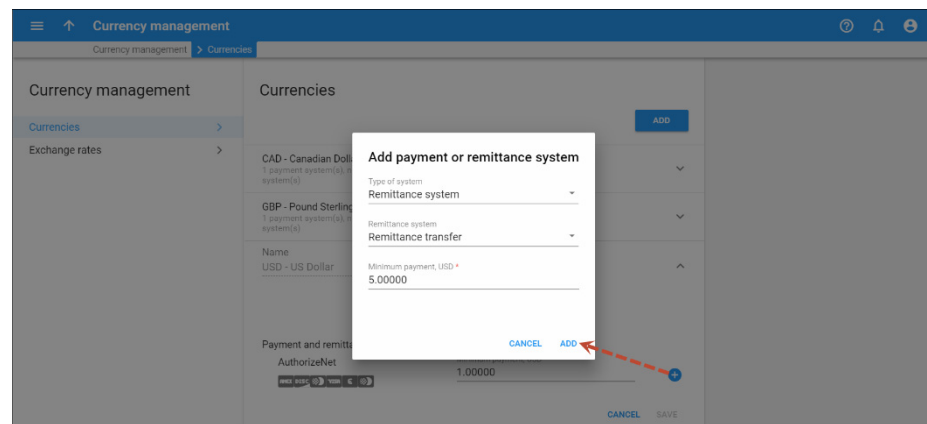 Currency management
Currency management > Currencies
Currency management
Currencies
Currencies
ADD
Exchange rates
CAD - Canadian Doll
1 payment system(s),
system(s)
GBP - Pound Sterling
1 payment system(s),
system(s)
Name
USD - US Dollar
Add payment or remittance system
Type of system
Remittance system
Remittance system
Remittance transfer
Minimum payment, USD *
5.00000
CANCEL ADD
Payment and remitt
AuthorizeNet
1.00000
CANCEL SAVE